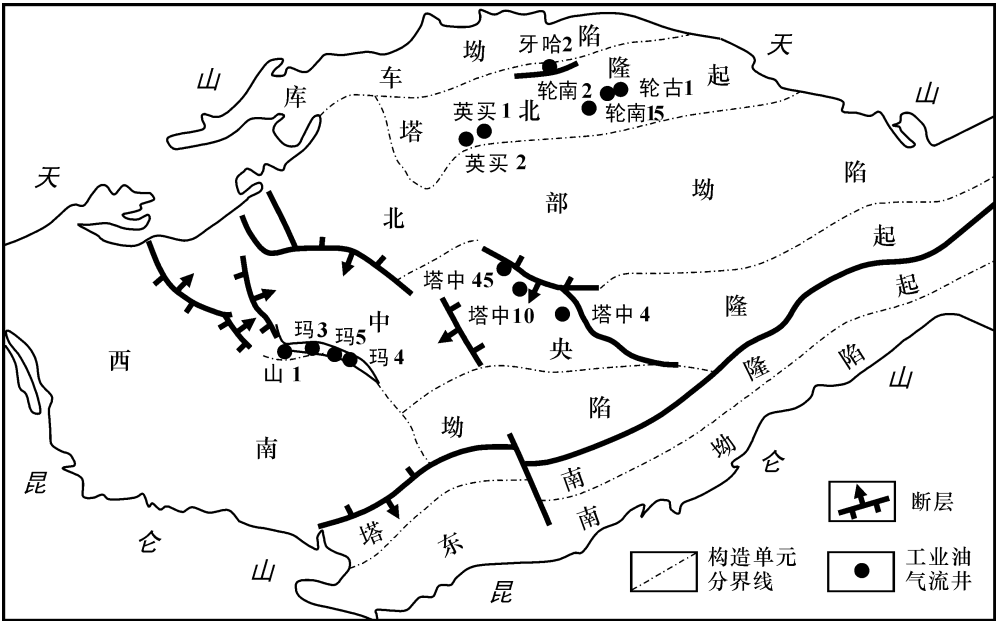 天
山
库
车
坳
陷
牙哈2
隆
起
天
山
轮南2
轮古1
轮南15
塔
北
英买1
英买2
天
山
北
部
坳
陷
塔中45
塔中10
塔中4
中
央
隆
起
玛3
玛5
玛4
山1
西
南
坳
陷
塔
南
隆
起
东
南
坳
陷
昆
仑
山
昆
仑
山
断层
构造单元
分界线
工业油
气流井